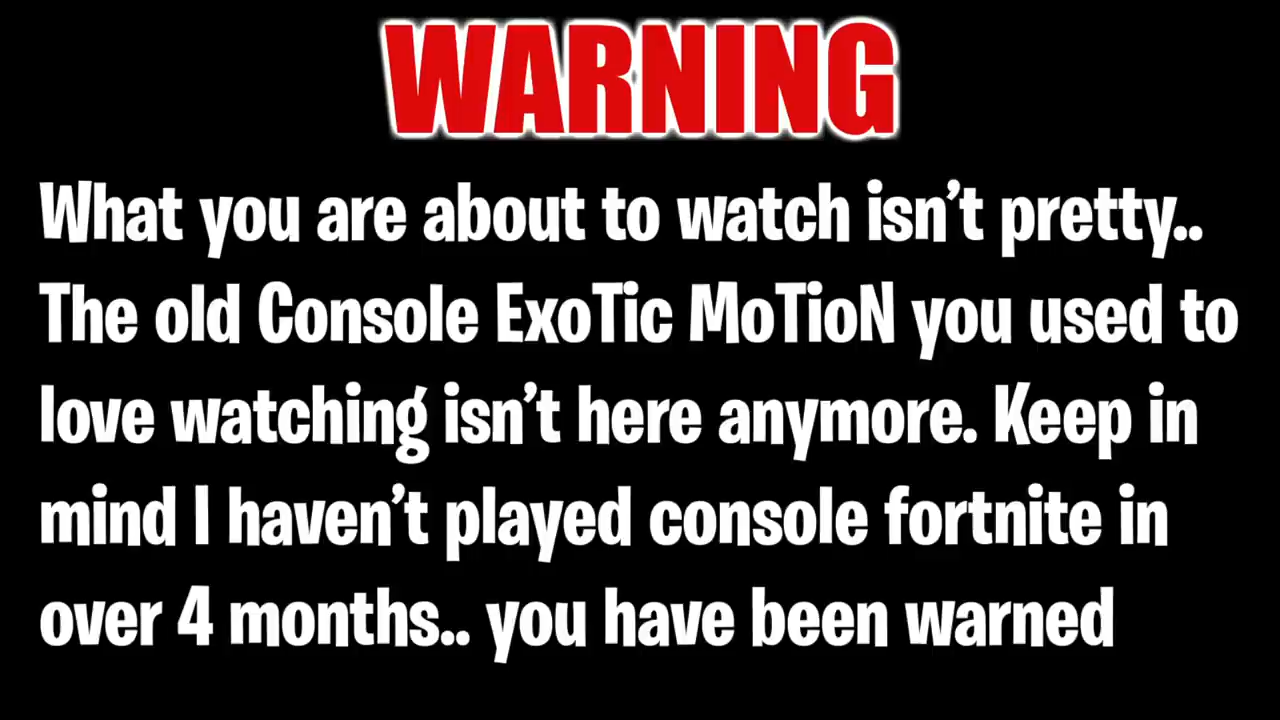 WARNING
What you are about to watch isn't pretty..
The old Console ExoTic MoTioN you used to
love watching isn't here anymore. Keep in
mind I haven't played console fortnite in
over 4 months.. you have been warned